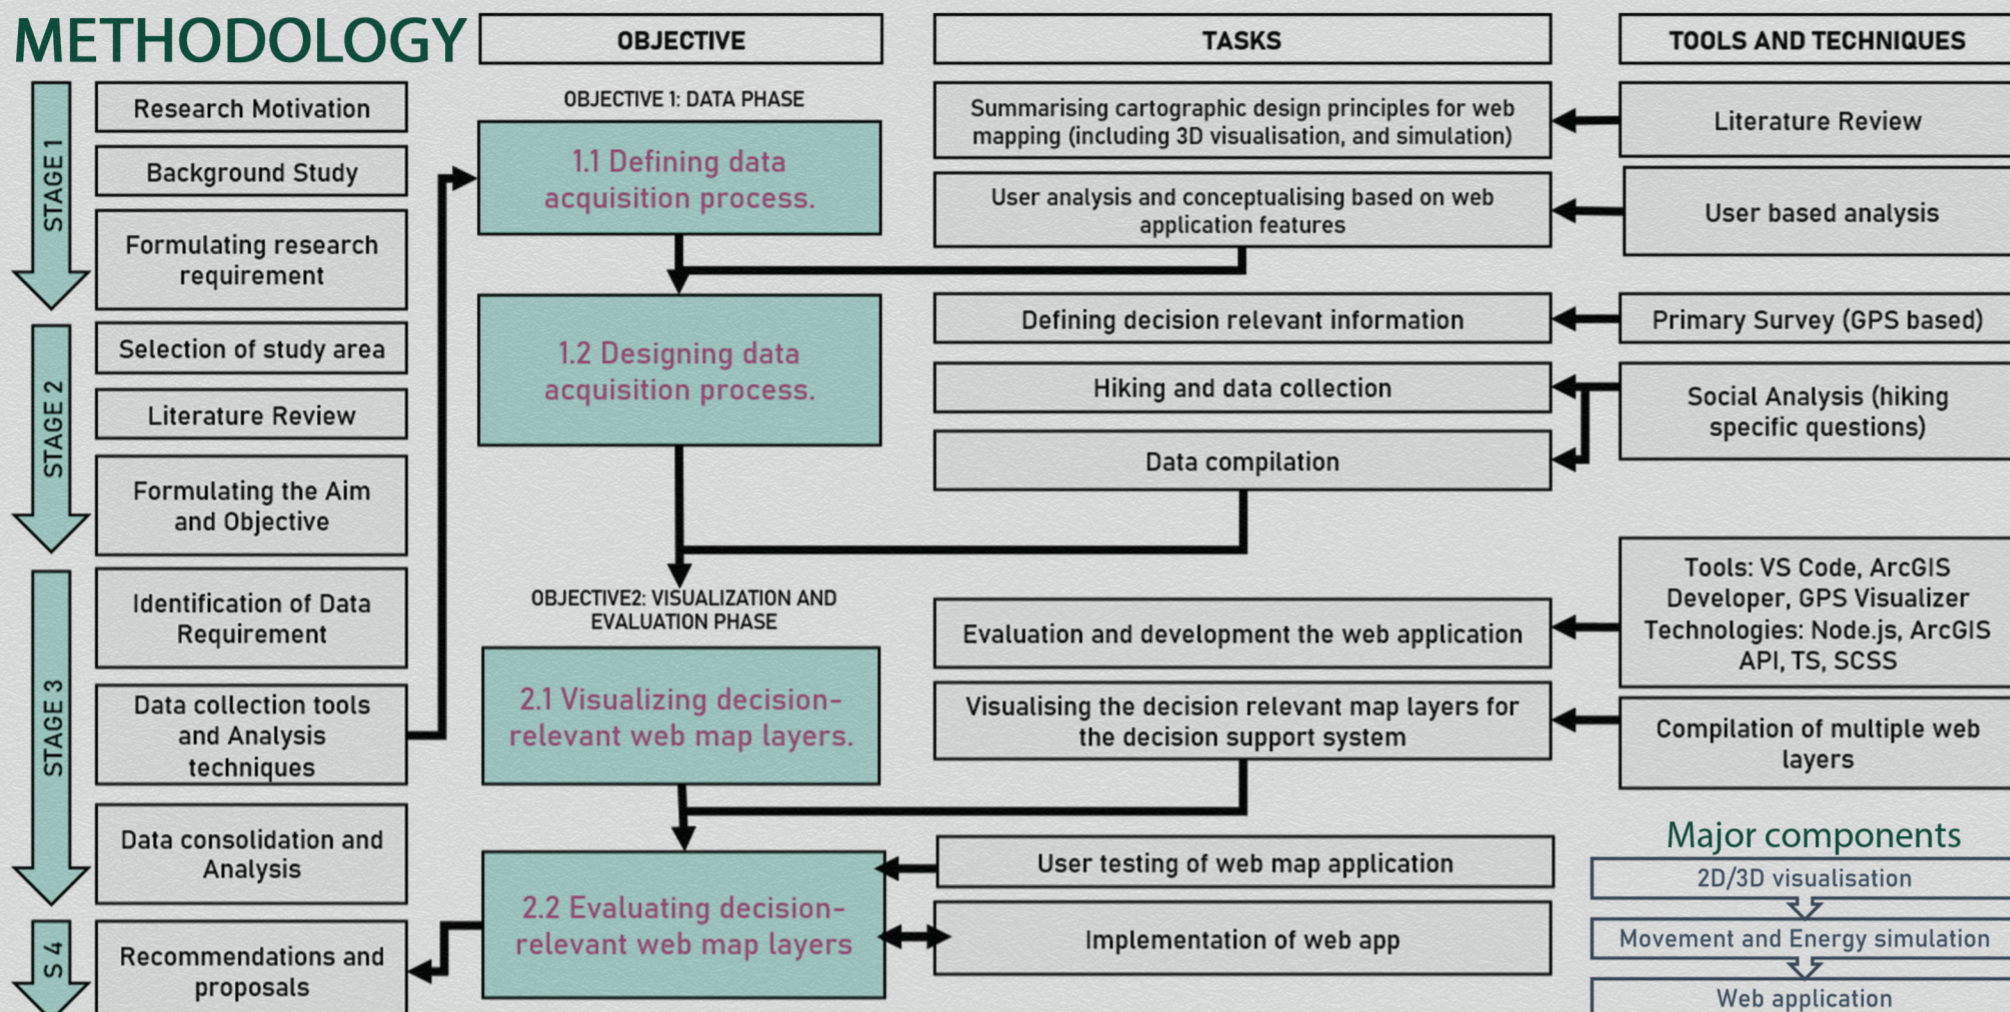 METHODOLOGY
OBJECTIVE
TASKS
TOOLS AND TECHNIQUES
STAGE 1
Research Motivation
Background Study
Formulating research
requirement
STAGE 2
Selection of study area
Literature Review
Formulating the Aim
and Objective
STAGE 3
Identification of Data
Requirement
Data collection tools
and Analysis
techniques
Data consolidation and
Analysis
S 4
Recommendations and
proposals
OBJECTIVE 1: DATA PHASE
1.1 Defining data
acquisition process.
1.2 Designing data
acquisition process.
OBJECTIVE2: VISUALIZATION AND
EVALUATION PHASE
2.1 Visualizing decision-
relevant web map layers.
2.2 Evaluating decision-
relevant web map layers
Summarising cartographic design principles for web
mapping (including 3D visualisation, and simulation)
User analysis and conceptualising based on web
application features
Defining decision relevant information
Hiking and data collection
Data compilation
Evaluation and development the web application
Visualising the decision relevant map layers for
the decision support system
User testing of web map application
Implementation of web app
Literature Review
User based analysis
Primary Survey (GPS based)
Social Analysis (hiking
specific questions)
Tools: VS Code, ArcGIS
Developer, GPS Visualizer
Technologies: Node.js, ArcGIS
API, TS, SCSS
Compilation of multiple web
layers
Major components
2D/3D visualisation
Movement and Energy simulation
Web application